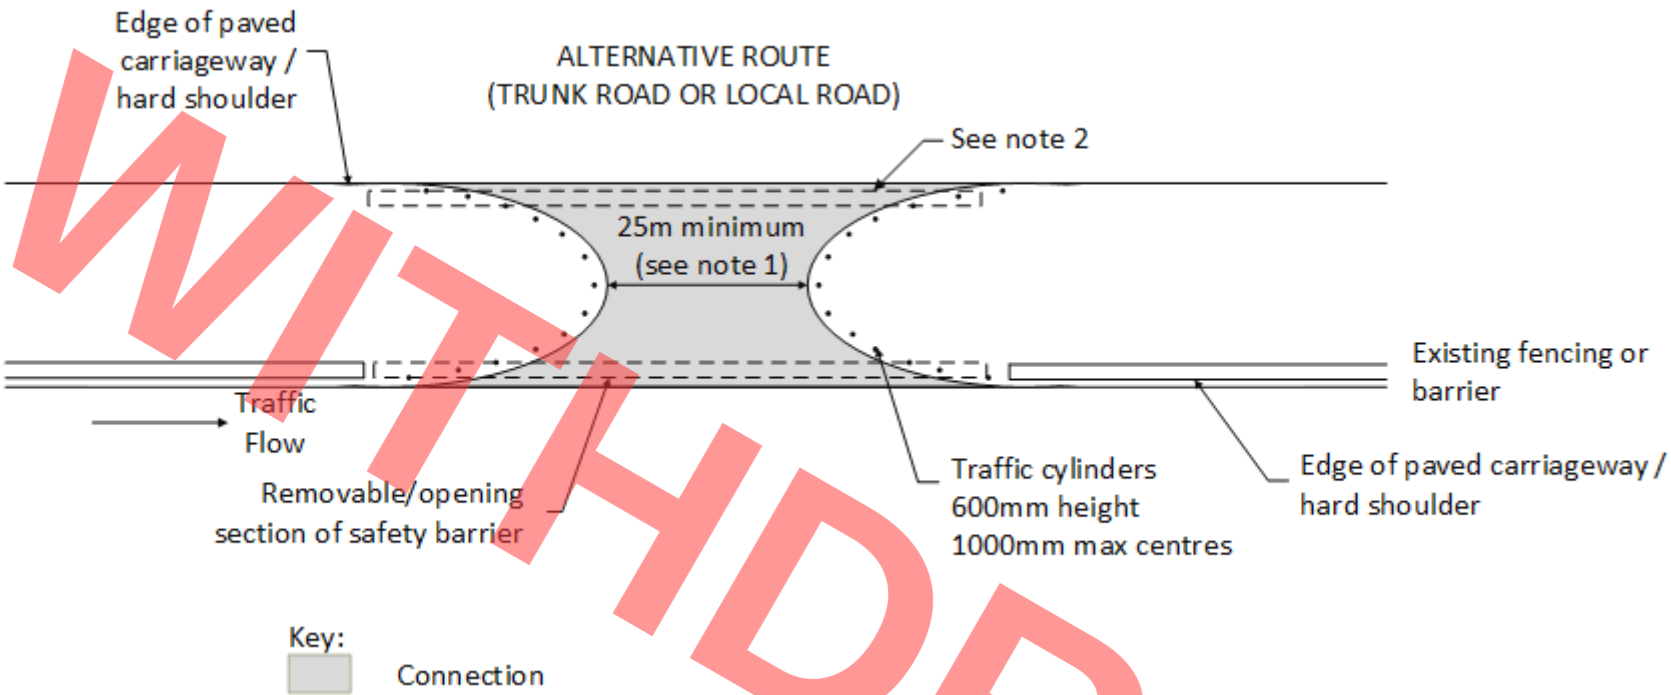 Edge of paved
carriageway /
hard shoulder
ALTERNATIVE ROUTE
(TRUNK ROAD OR LOCAL ROAD)
See note 2
25m minimum
(see note 1)
Existing fencing or
barrier
Traffic
Flow
Edge of paved carriageway /
hard shoulder
Traffic cylinders
600mm height
1000mm max centres
Removable/opening
section of safety barrier
Key:
Connection
WITHD